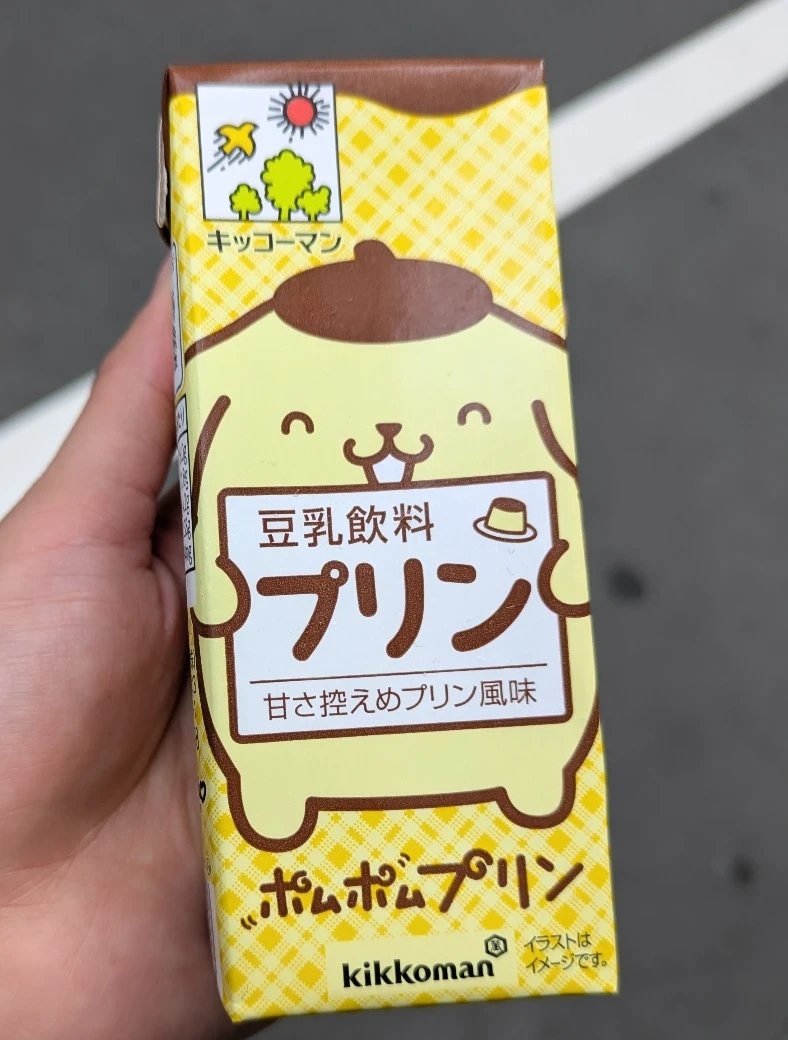 キッコーマン
豆乳飲料
プリン
甘さ控えめプリン風味
ポムポムプリン
kikkoman
イラストは
イメージです。